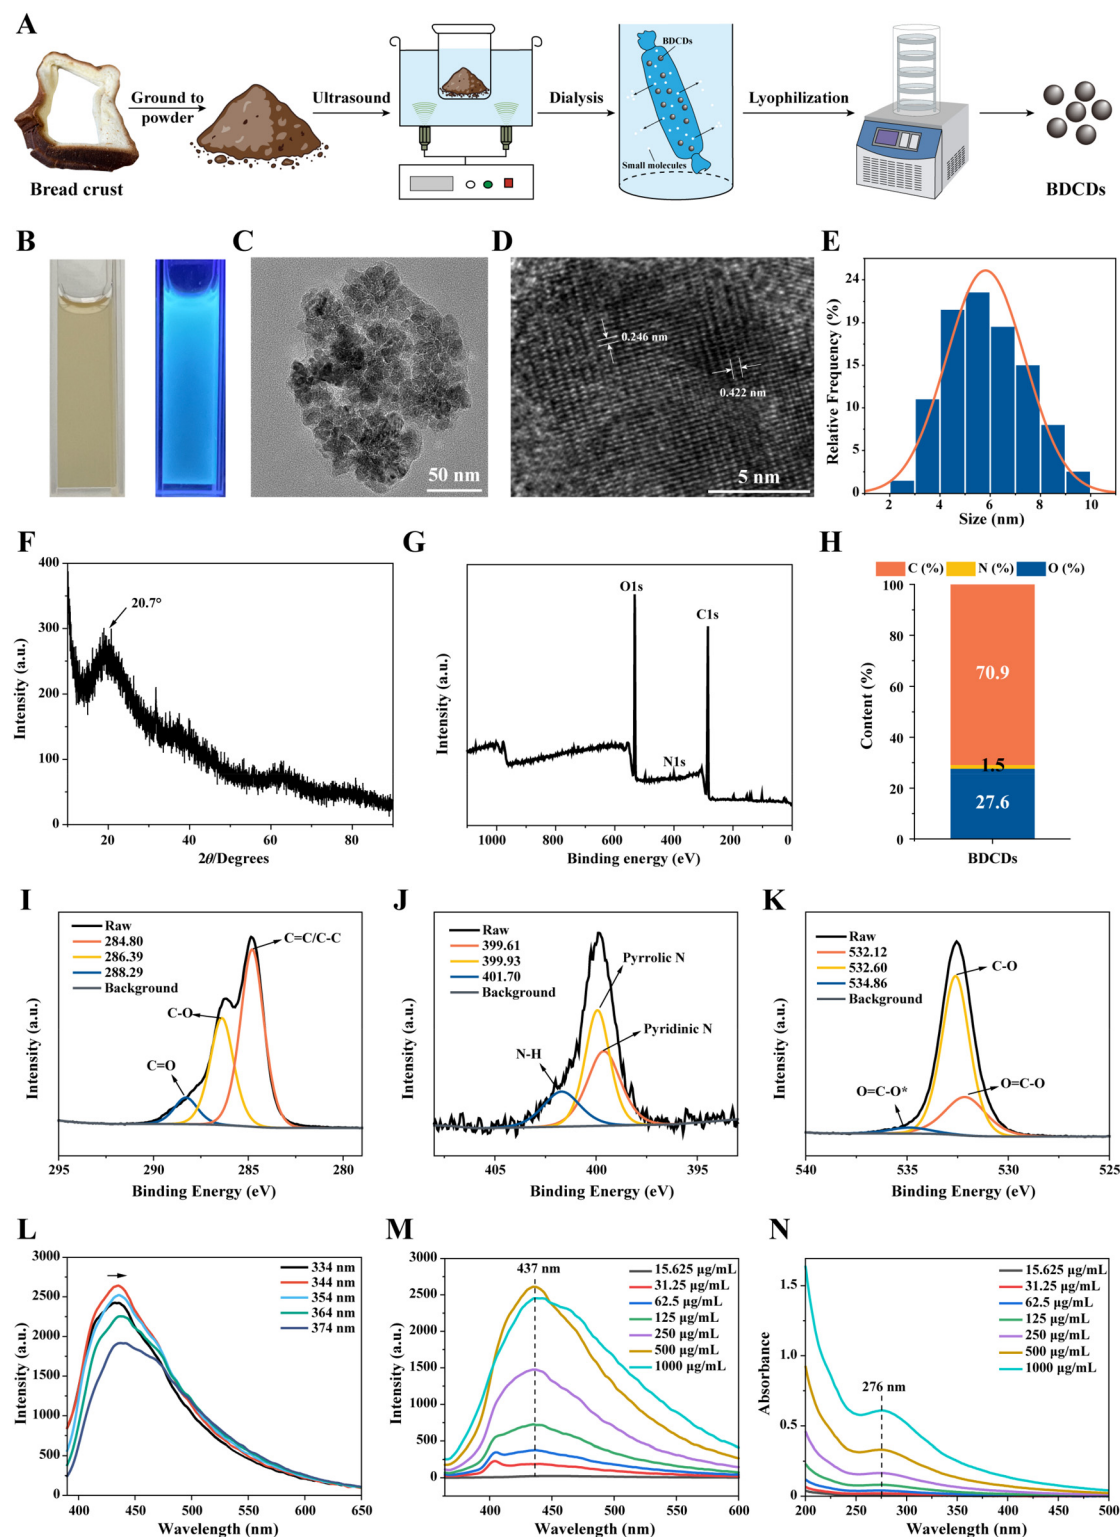 A
Bread crust
Ground to
powder
Ultrasound
Dialysis
BDCDs
Small molecules
Lyophilization
BDCDs
B
C
50 nm
D
0.246 nm
0.422 nm
5 nm
E
Relative Frequency (%)
24
19
15
10
5
0
2 4 6 8 10
Size (nm)
F
Intensity (a.u.)
400
300
200
100
0
20.7°
20 40 60 80
2θ/Degrees
G
Intensity (a.u.)
O1s
C1s
N1s
1000 800 600 400 200 0
Binding energy (eV)
H
C (%) N (%) O (%)
Content (%)
100
80
60
40
20
0
70.9
1.5
27.6
BDCDs
I
Raw
284.80
286.39
288.29
Background
C=C/C-C
C-O
C=O
Intensity (a.u.)
295 290 285 280
Binding Energy (eV)
J
Raw
399.61
399.93
401.70
Background
Pyrrolic N
Pyridinic N
N-H
Intensity (a.u.)
405 400 395
Binding Energy (eV)
K
Raw
532.12
532.60
534.86
Background
C-O
O=C-O
O=C-O*
Intensity (a.u.)
540 535 530 525
Binding Energy (eV)
L
334 nm
344 nm
354 nm
364 nm
374 nm
Intensity (a.u.)
3000
2500
2000
1500
1000
500
0
400 450 500 550 600 650
Wavelength (nm)
M
437 nm
15.625 μg/mL
31.25 μg/mL
62.5 μg/mL
125 μg/mL
250 μg/mL
500 μg/mL
1000 μg/mL
Intensity (a.u.)
3000
2500
2000
1500
1000
500
0
400 450 500 550 600
Wavelength (nm)
N
276 nm
15.625 μg/mL
31.25 μg/mL
62.5 μg/mL
125 μg/mL
250 μg/mL
500 μg/mL
1000 μg/mL
Absorbance
1.5
1.0
0.5
0.0
200 250 300 350 400 450 500
Wavelength (nm)